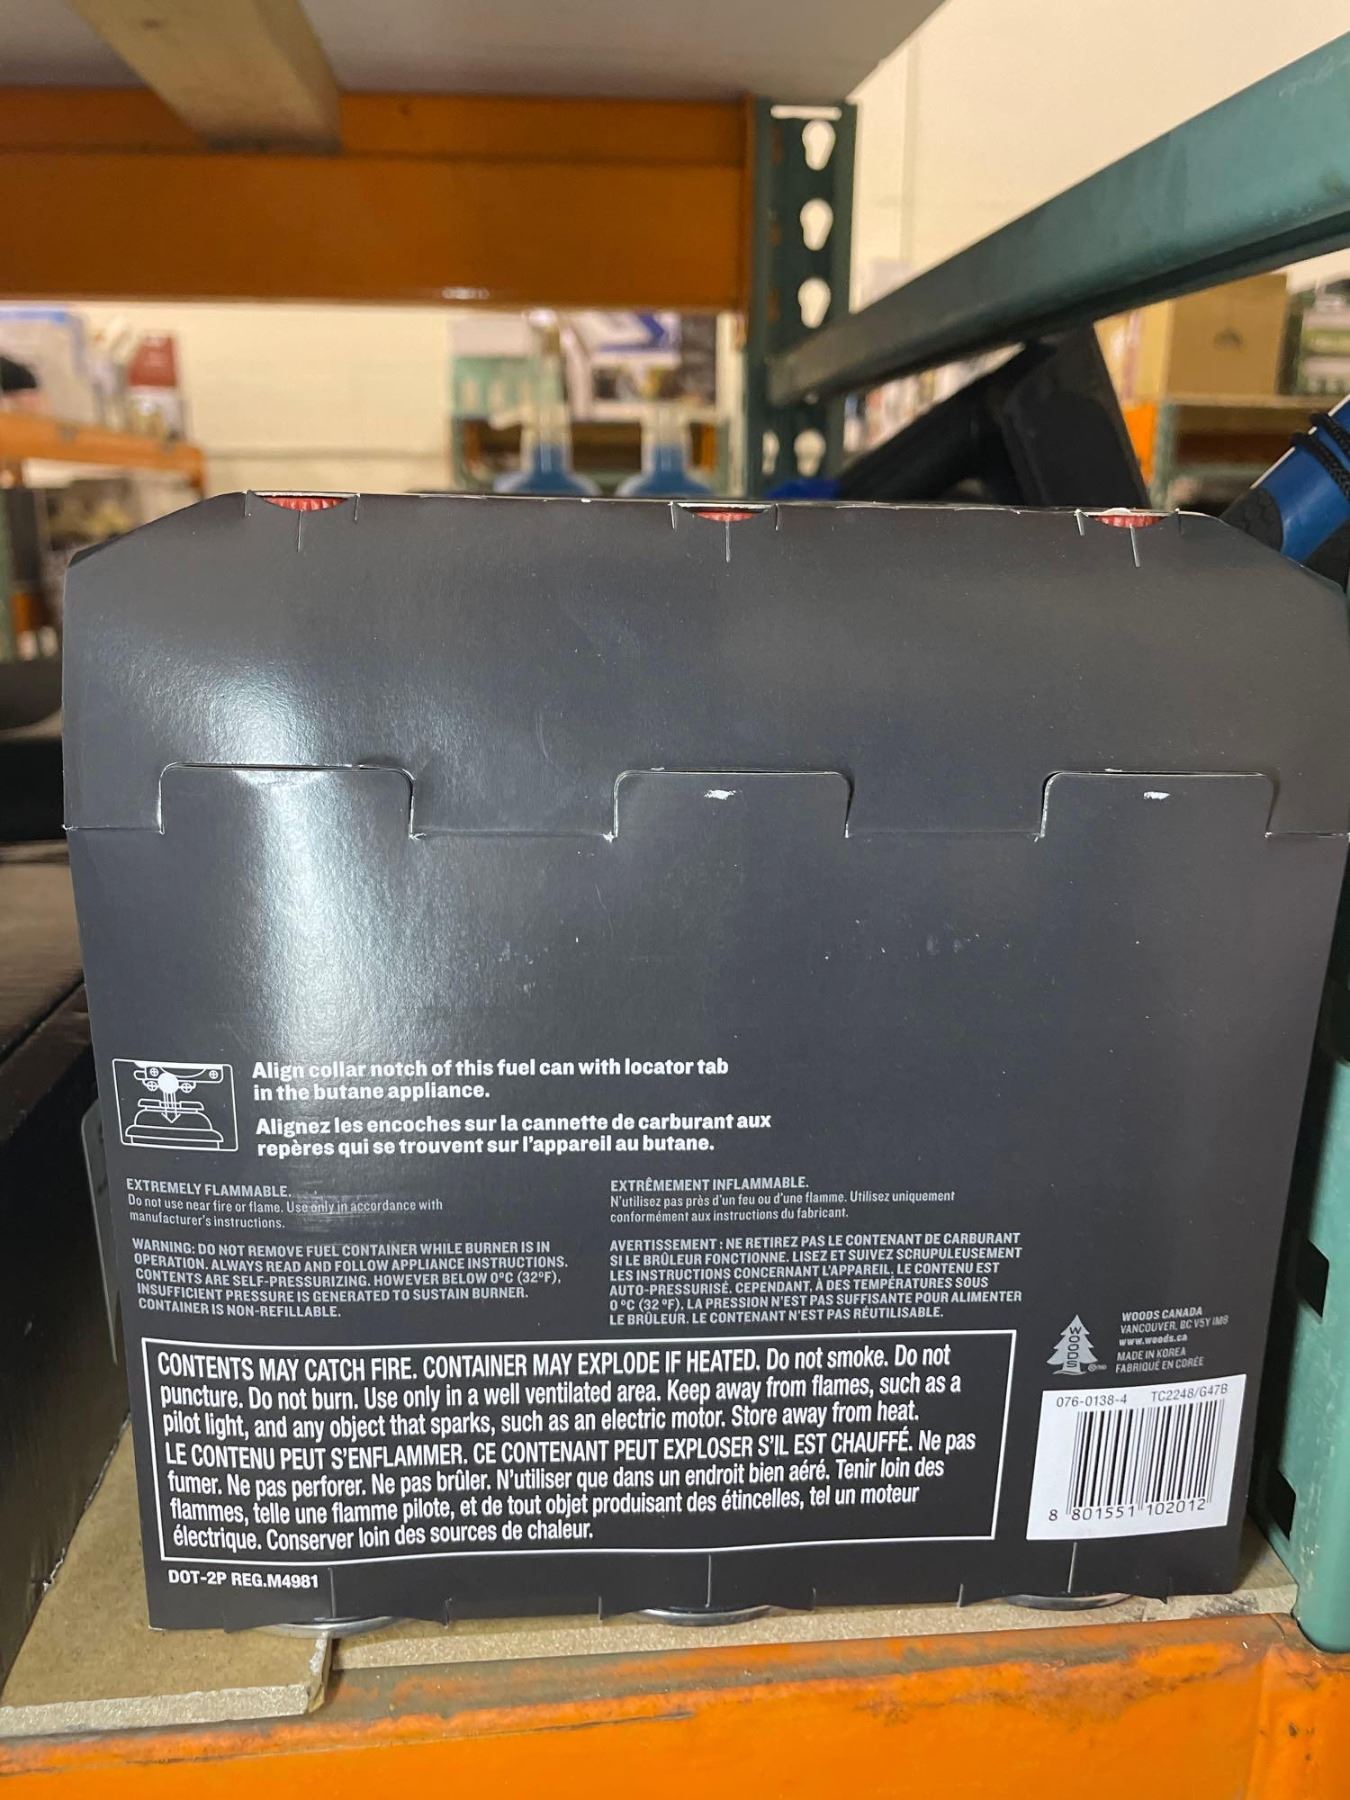 Align collar notch of this fuel can with locator tab
in the butane appliance.
Alignez les encoches sur la cannette de carburant aux
repères qui se trouvent sur l'appareil au butane.
EXTREMELY FLAMMABLE.
Do not use near fire or flame. Use only in accordance with
manufacturer's instructions.
WARNING: DO NOT REMOVE FUEL CONTAINER WHILE BURNER IS IN
OPERATION. ALWAYS READ AND FOLLOW APPLIANCE INSTRUCTIONS.
CONTENTS ARE SELF-PRESSURIZING. HOWEVER BELOW 0°C (32°F),
INSUFFICIENT PRESSURE IS GENERATED TO SUSTAIN BURNER.
CONTAINER IS NON-REFILLABLE.
EXTRÊMEMENT INFLAMMABLE.
N'utilisez pas près d'un feu ou d'une flamme. Utilisez uniquement
conformément aux instructions du fabricant.
AVERTISSEMENT : NE RETIREZ PAS LE CONTENANT DE CARBURANT
SI LE BRÛLEUR FONCTIONNE. LISEZ ET SUIVEZ SCRUPULEUSEMENT
LES INSTRUCTIONS CONCERNANT L'APPAREIL. LE CONTENU EST
AUTO-PRESSURISÉ. CEPENDANT, À DES TEMPÉRATURES SOUS
0 °C (32 °F), LA PRESSION N'EST PAS SUFFISANTE POUR ALIMENTER
LE BRÛLEUR. LE CONTENANT N'EST PAS RÉUTILISABLE.
WOODS
WOODS CANADA
VANCOUVER, BC V5Y 1M8
www.woods.ca
MADE IN KOREA
FABRIQUÉ EN CORÉE
CONTENTS MAY CATCH FIRE. CONTAINER MAY EXPLODE IF HEATED. Do not smoke. Do not
puncture. Do not burn. Use only in a well ventilated area. Keep away from flames, such as a
pilot light, and any object that sparks, such as an electric motor. Store away from heat.
LE CONTENU PEUT S'ENFLAMMER. CE CONTENANT PEUT EXPLOSER S'IL EST CHAUFFÉ. Ne pas
fumer. Ne pas perforer. Ne pas brûler. N'utiliser que dans un endroit bien aéré. Tenir loin des
flammes, telle une flamme pilote, et de tout objet produisant des étincelles, tel un moteur
électrique. Conserver loin des sources de chaleur.
076-0138-4 TC2248/G47B
8 801551 102012
DOT-2P REG.M4981